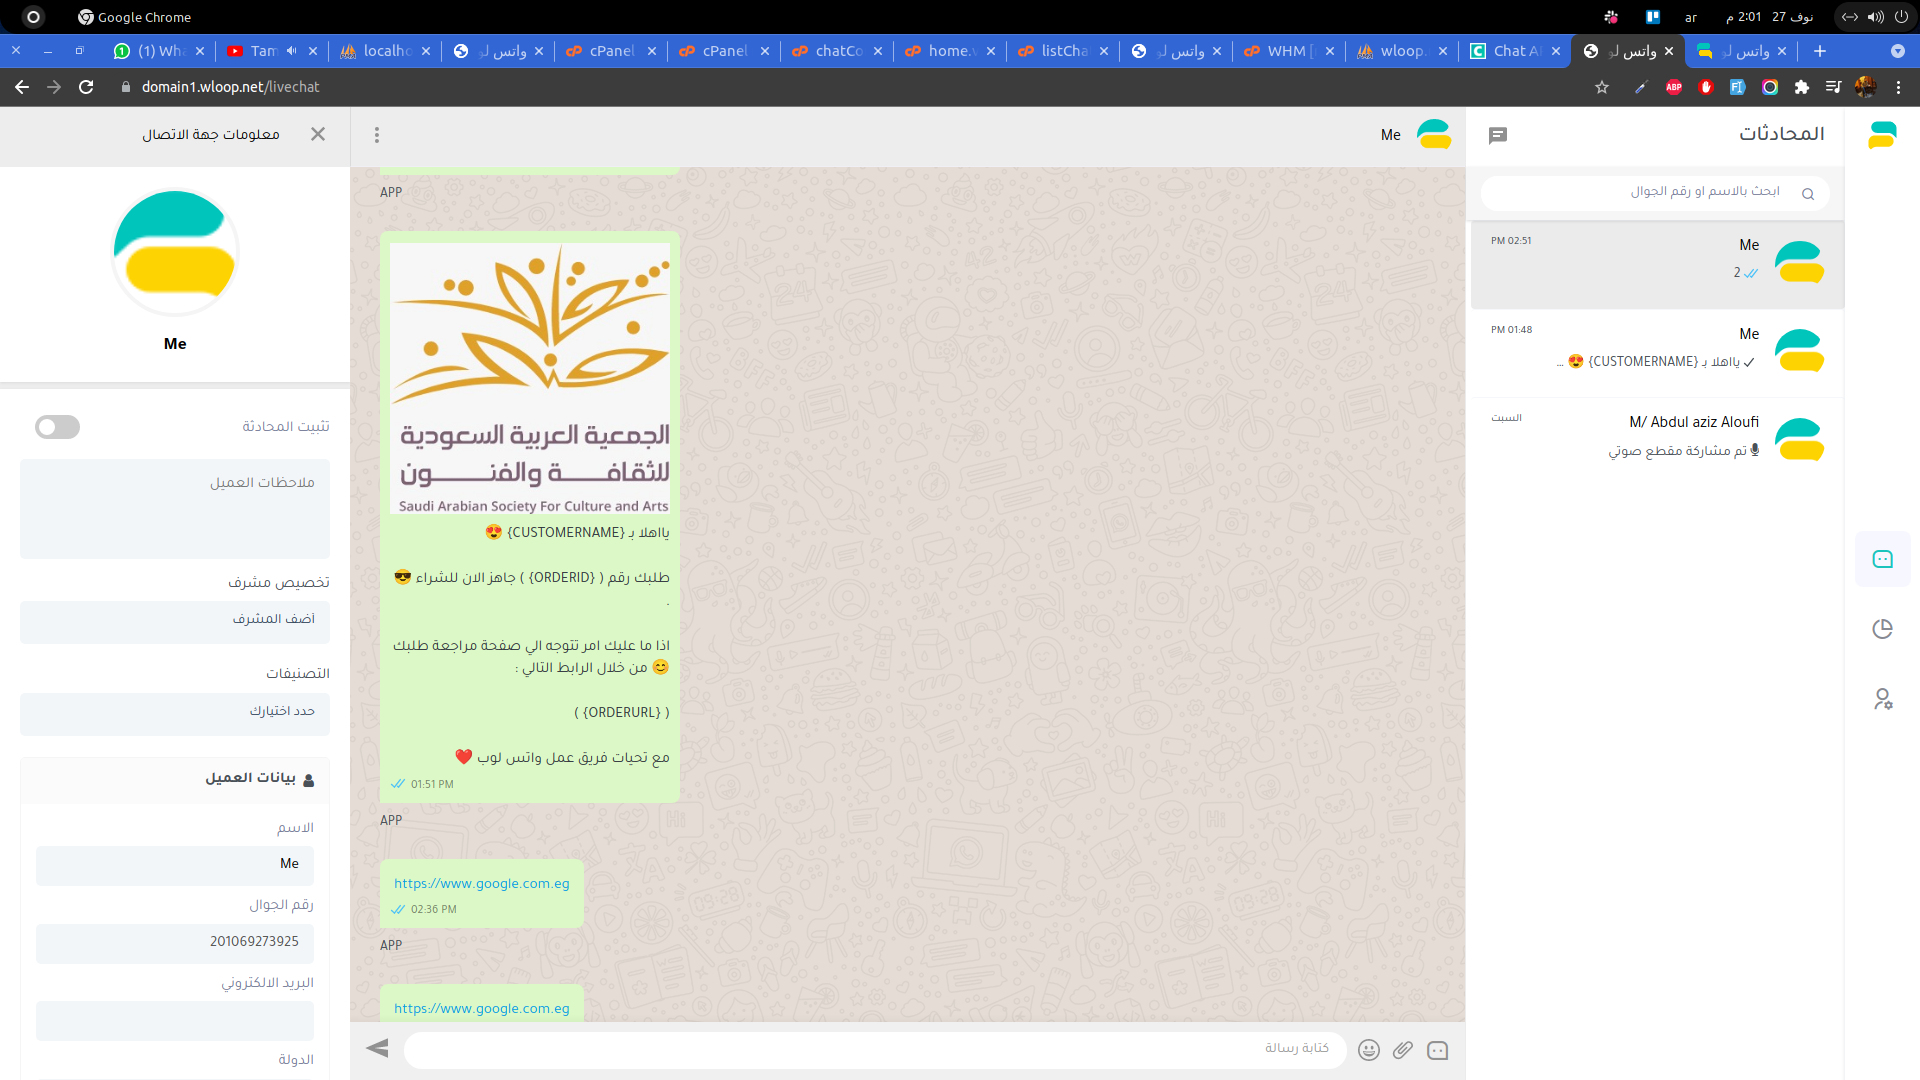 Google Chrome
ar
نوف 27 2:01 م
(1) Wha
Tam
localho
واتس لو
cPanel
cPanel
chatCo
home.
listCha
واتس لو
WHM [
wloop.
Chat A
واتس لو
واتس لو
domain1.wloop.net/livechat
معلومات جهة الاتصال
Me
المحادثات
ابحث بالاسم او رقم الجوال
Me
02:51 PM
2
Me
01:48 PM
يااهلا بـ {CUSTOMERNAME} 😍 ...
M/ Abdul aziz Aloufi
السبت
تم مشاركة مقطع صوتي
APP
الجمعية العربية السعودية
للثقافة والفنون
Saudi Arabian Society For Culture and Arts
يااهلا بـ {CUSTOMERNAME} 😍
طلبك رقم ( {ORDERID} ) جاهز الان للشراء 😎
.
اذا ما عليك امر تتوجه الي صفحة مراجعة طلبك
من خلال الرابط التالي : 😊
( {ORDERURL} )
مع تحيات فريق عمل واتس لوب ❤️
01:51 PM
APP
https://www.google.com.eg
02:36 PM
APP
https://www.google.com.eg
كتابة رسالة
Me
تثبيت المحادثة
ملاحظات العميل
تخصيص مشرف
أضف المشرف
التصنيفات
حدد اختيارك
بيانات العميل
الاسم
Me
رقم الجوال
201069273925
البريد الالكتروني
الدولة